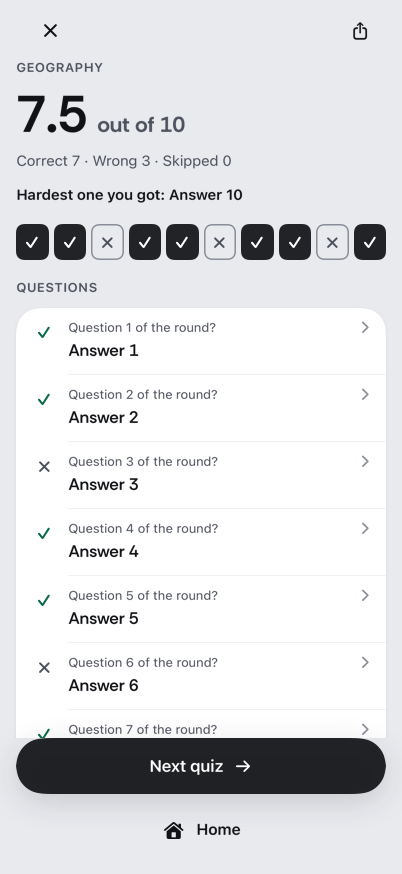 GEOGRAPHY
7.5 out of 10
Correct 7 · Wrong 3 · Skipped 0
Hardest one you got: Answer 10
QUESTIONS
Question 1 of the round?
Answer 1
Question 2 of the round?
Answer 2
Question 3 of the round?
Answer 3
Question 4 of the round?
Answer 4
Question 5 of the round?
Answer 5
Question 6 of the round?
Answer 6
Question 7 of the round?
Next quiz
Home